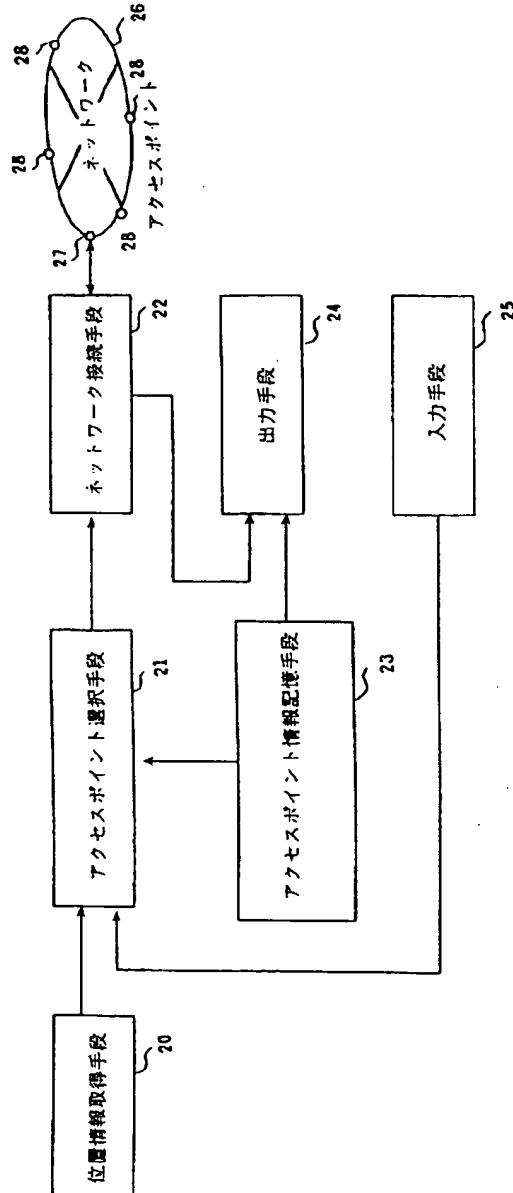 位置情報取得手段
20
アクセスポイント選択手段
21
ネットワーク接続手段
22
27
28
28
28
28
26
ネットワーク
アクセスポイント
アクセスポイント情報記憶手段
23
出力手段
24
入力手段
25